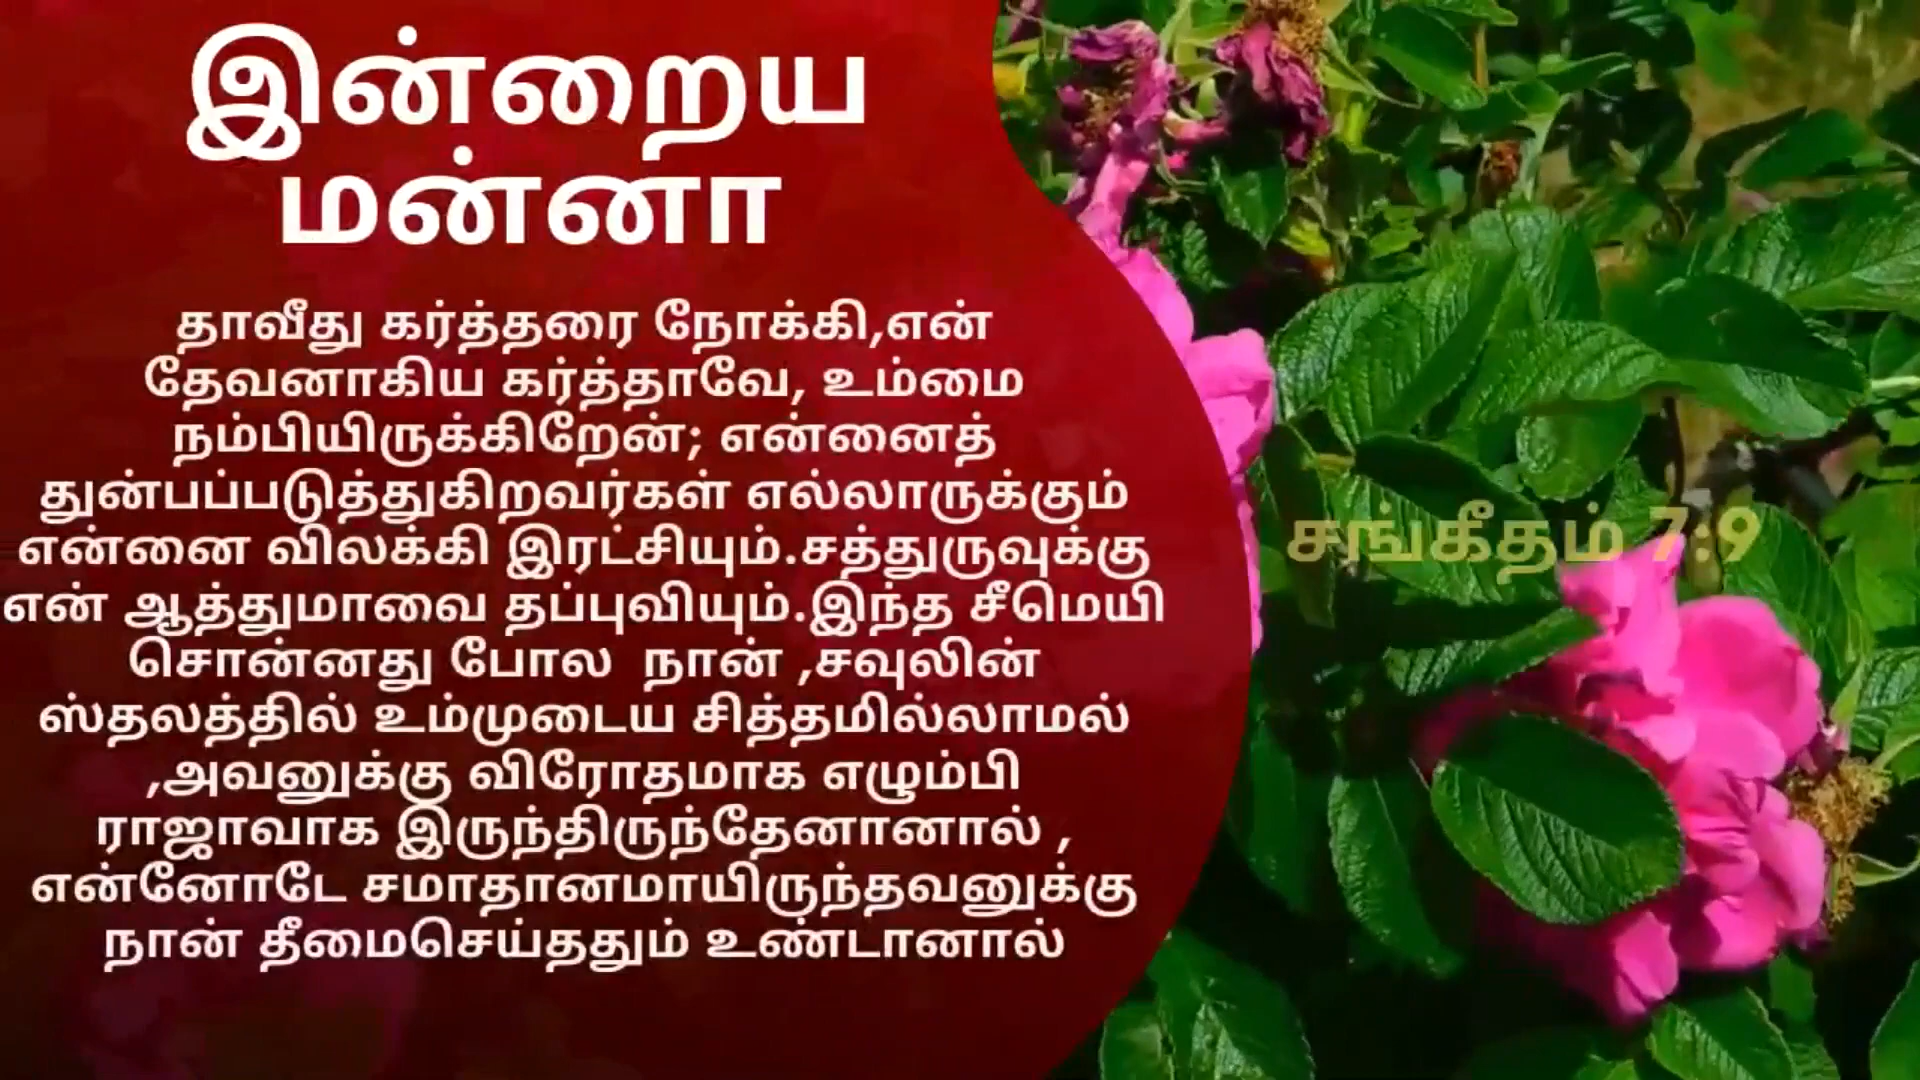 இன்றைய
மன்னா
தாவீது கர்த்தரை நோக்கி,என்
தேவனாகிய கர்த்தாவே, உம்மை
நம்பியிருக்கிறேன்; என்னைத்
துன்பப்படுத்துகிறவர்கள் எல்லாருக்கும்
என்னை விலக்கி இரட்சியும்.சத்துருவுக்கு
என் ஆத்துமாவை தப்புவியும்.இந்த சீமெயி
சொன்னது போல  நான் ,சவுலின்
ஸ்தலத்தில் உம்முடைய சித்தமில்லாமல்
,அவனுக்கு விரோதமாக எழும்பி
ராஜாவாக இருந்திருந்தேனானால் ,
என்னோடே சமாதானமாயிருந்தவனுக்கு
நான் தீமைசெய்ததும் உண்டானால்
சங்கீதம் 7:9